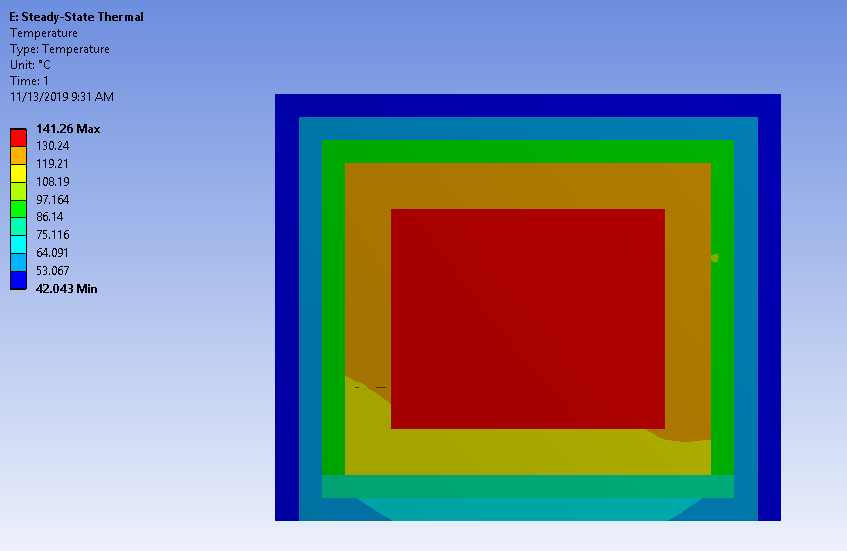 E: Steady-State Thermal
Temperature
Type: Temperature
Unit: °C
Time: 1
11/13/2019 9:31 AM
141.26 Max
130.24
119.21
108.19
97.164
86.14
75.116
64.091
53.067
42.043 Min